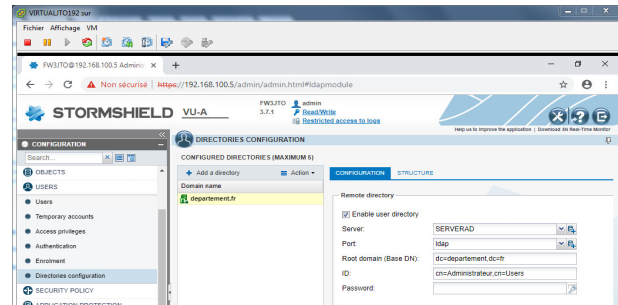 VIRTUALITO192 sur
Fichier Affichage VM
FW3JTO@192.168.100.5 Adminis
Non sécurisé | https://192.168.100.5/admin/admin.html#ldapmodule
STORMSHIELD VU-A
FW3JTO admin
3.7.1 Read/Write
Restricted access to logs
Help us to improve the application | Download SN Real-Time Monitor
CONFIGURATION
Search...
OBJECTS
USERS
Users
Temporary accounts
Access privileges
Authentication
Enrolment
Directories configuration
SECURITY POLICY
APPLICATION PROTECTION
DIRECTORIES CONFIGURATION
CONFIGURED DIRECTORIES (MAXIMUM 5)
+ Add a directory Action
Domain name
departement.fr
CONFIGURATION STRUCTURE
Remote directory
Enable user directory
Server: SERVERAD
Port: ldap
Root domain (Base DN): dc=departement,dc=fr
ID: cn=Administrateur,cn=Users
Password: